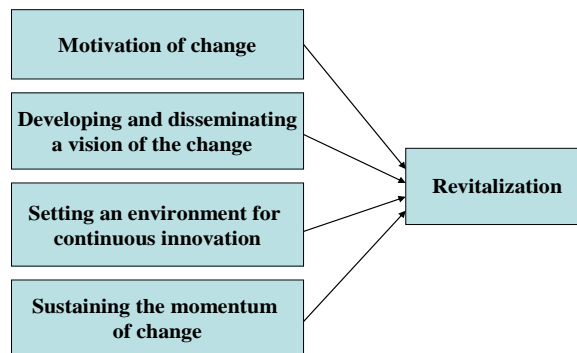 Motivation of change
Developing and disseminating
a vision of the change
Setting an environment for
continuous innovation
Sustaining the momentum
of change
Revitalization